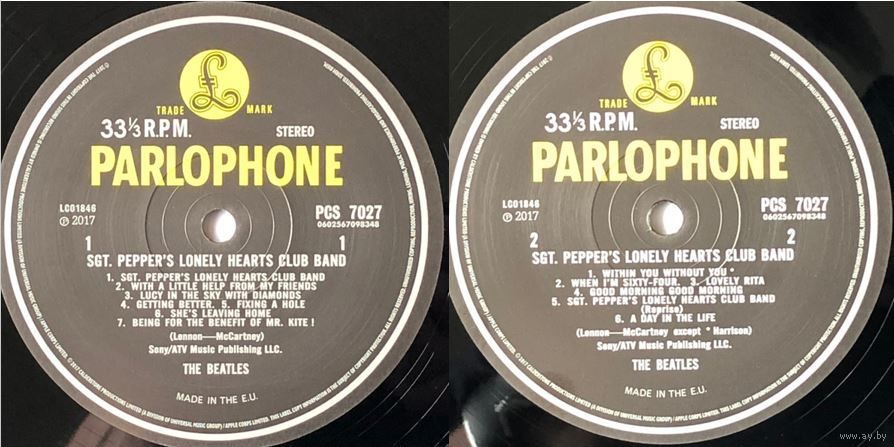 £
TRADE MARK
33⅓ R.P.M. STEREO
PARLOPHONE
LC01846 PCS 7027
℗ 2017 0602567098348
1 1
SGT. PEPPER'S LONELY HEARTS CLUB BAND
1. SGT. PEPPER'S LONELY HEARTS CLUB BAND
2. WITH A LITTLE HELP FROM MY FRIENDS
3. LUCY IN THE SKY WITH DIAMONDS
4. GETTING BETTER. 5. FIXING A HOLE
6. SHE'S LEAVING HOME
7. BEING FOR THE BENEFIT OF MR. KITE !
(Lennon—McCartney)
Sony/ATV Music Publishing LLC.
THE BEATLES
MADE IN THE E.U.
£
TRADE MARK
33⅓ R.P.M. STEREO
PARLOPHONE
LC01846 PCS 7027
℗ 2017 0602567098348
2 2
SGT. PEPPER'S LONELY HEARTS CLUB BAND
1. WITHIN YOU WITHOUT YOU *
2. WHEN I'M SIXTY-FOUR. 3. LOVELY RITA
4. GOOD MORNING GOOD MORNING
5. SGT. PEPPER'S LONELY HEARTS CLUB BAND
(Reprise)
6. A DAY IN THE LIFE
(Lennon—McCartney except * Harrison)
Sony/ATV Music Publishing LLC.
THE BEATLES
MADE IN THE E.U.
www.ay.by